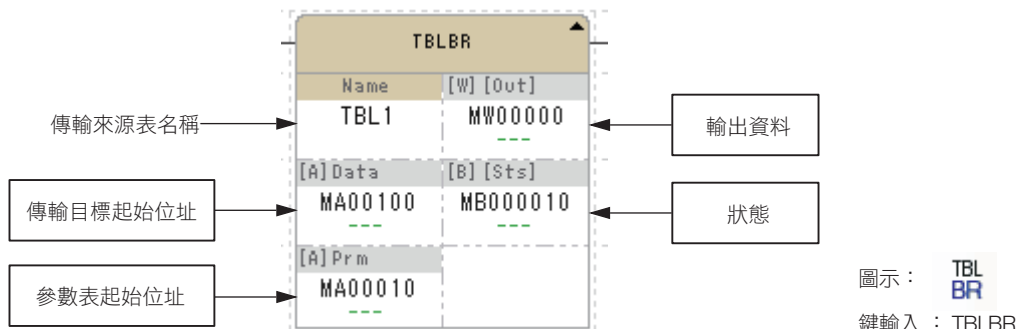 TBLBR
Name [W] [Out]
傳輸來源表名稱 TBL1 MW00000 輸出資料
---
[A] Data [B] [Sts]
傳輸目標起始位址 MA00100 MB000010 狀態
--- ---
[A] Prm
參數表起始位址 MA00010
---
圖示： TBL
BR
鍵輸入 ： TBLBR